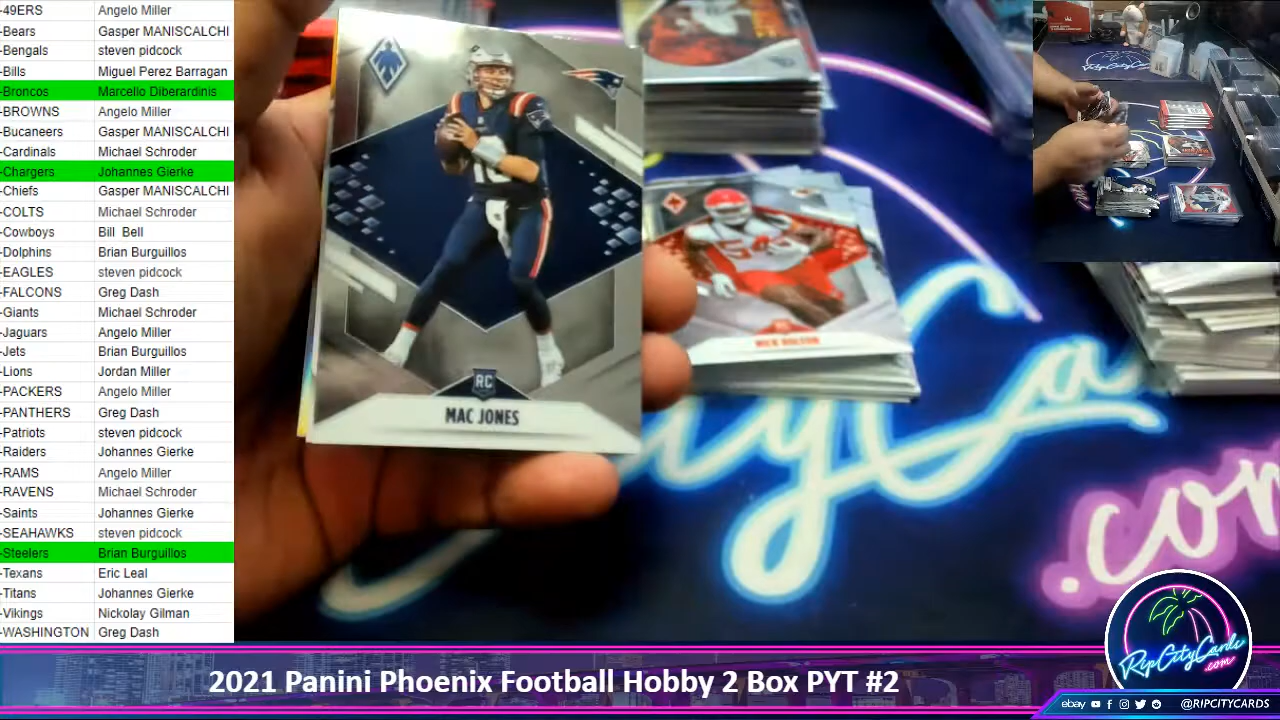 -49ERS Angelo Miller
-Bears Gasper MANISCALCHI
-Bengals steven pidcock
-Bills Miguel Perez Barragan
-Broncos Marcello Diberardinis
-BROWNS Angelo Miller
-Bucaneers Gasper MANISCALCHI
-Cardinals Michael Schroder
-Chargers Johannes Gierke
-Chiefs Gasper MANISCALCHI
-COLTS Michael Schroder
-Cowboys Bill Bell
-Dolphins Brian Burguillos
-EAGLES steven pidcock
-FALCONS Greg Dash
-Giants Michael Schroder
-Jaguars Angelo Miller
-Jets Brian Burguillos
-Lions Jordan Miller
-PACKERS Angelo Miller
-PANTHERS Greg Dash
-Patriots steven pidcock
-Raiders Johannes Gierke
-RAMS Angelo Miller
-RAVENS Michael Schroder
-Saints Johannes Gierke
-SEAHAWKS steven pidcock
-Steelers Brian Burguillos
-Texans Eric Leal
-Titans Johannes Gierke
-Vikings Nickolay Gilman
-WASHINGTON Greg Dash
RC
MAC JONES
54
NICK BOLTON
.com
RipCityCards
.com
2021 Panini Phoenix Football Hobby 2 Box PYT #2
ebay @RIPCITYCARDS